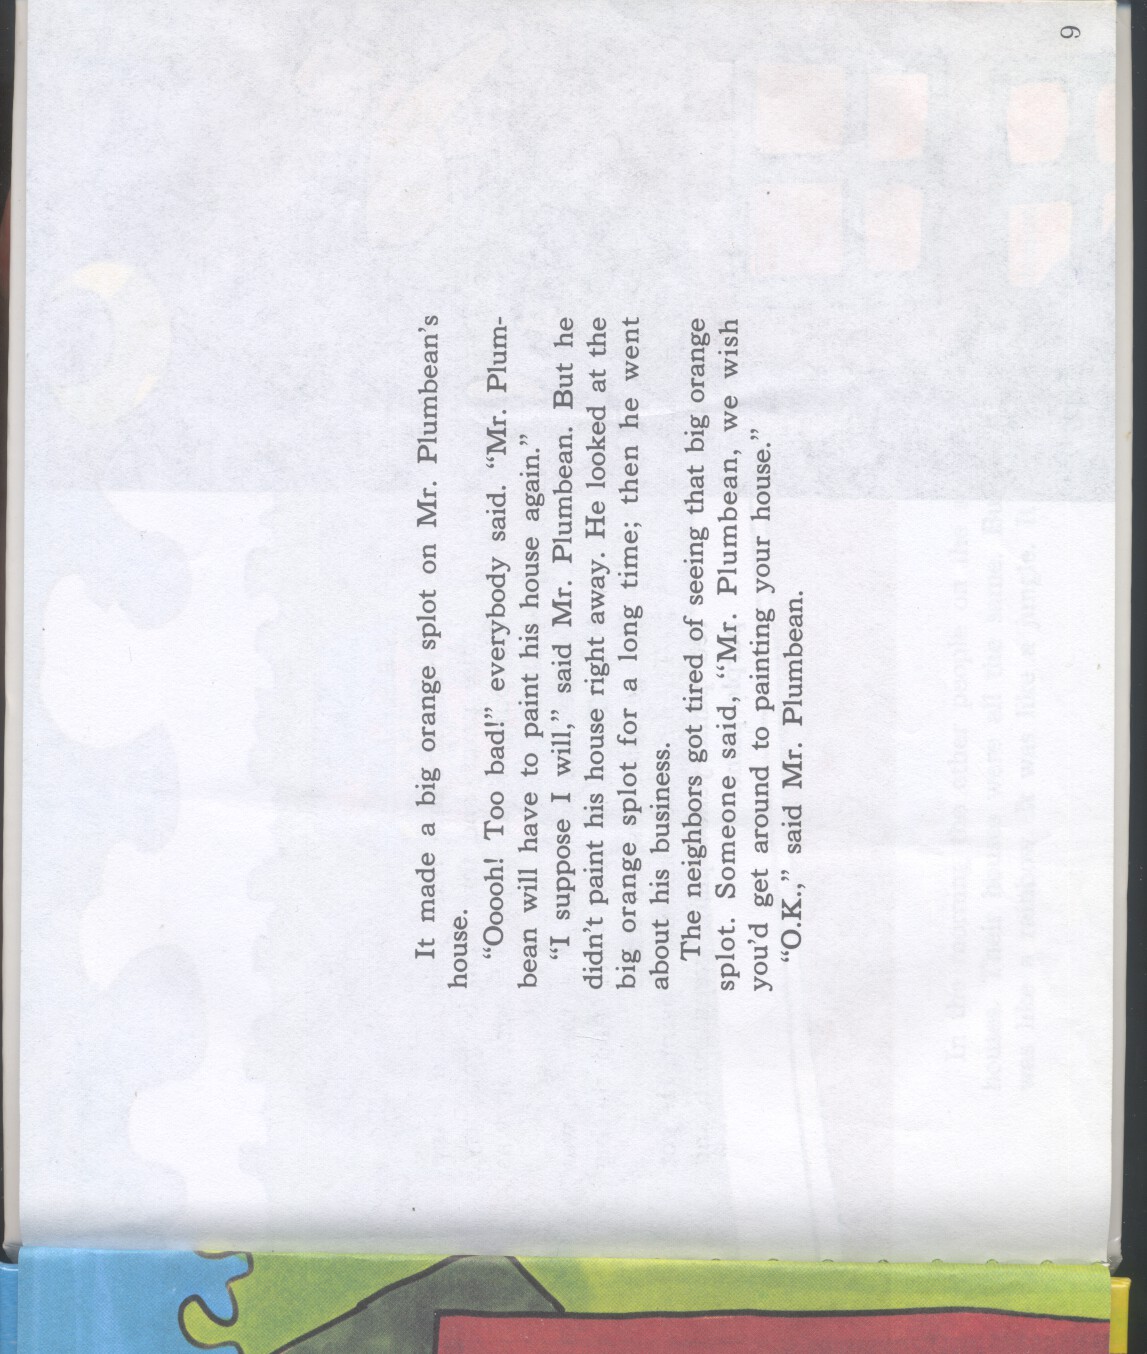 It made a big orange splot on Mr. Plumbean's
house.
"Ooooh! Too bad!" everybody said. "Mr. Plum-
bean will have to paint his house again."
"I suppose I will," said Mr. Plumbean. But he
didn't paint his house right away. He looked at the
big orange splot for a long time; then he went
about his business.
The neighbors got tired of seeing that big orange
splot. Someone said, "Mr. Plumbean, we wish
you'd get around to painting your house."
"O.K.," said Mr. Plumbean.
9